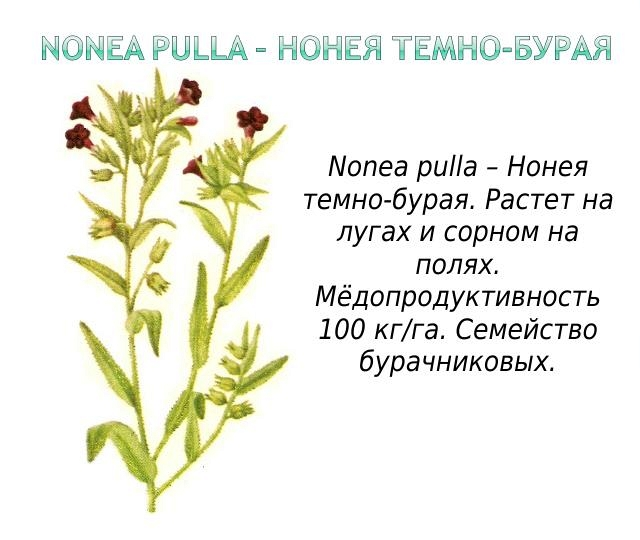 NONEA PULLA – НОНЕЯ ТЕМНО-БУРАЯ
Nonea pulla – Нонея
темно-бурая. Растет на
лугах и сорном на
полях.
Мёдопродуктивность
100 кг/га. Семейство
бурачниковых.